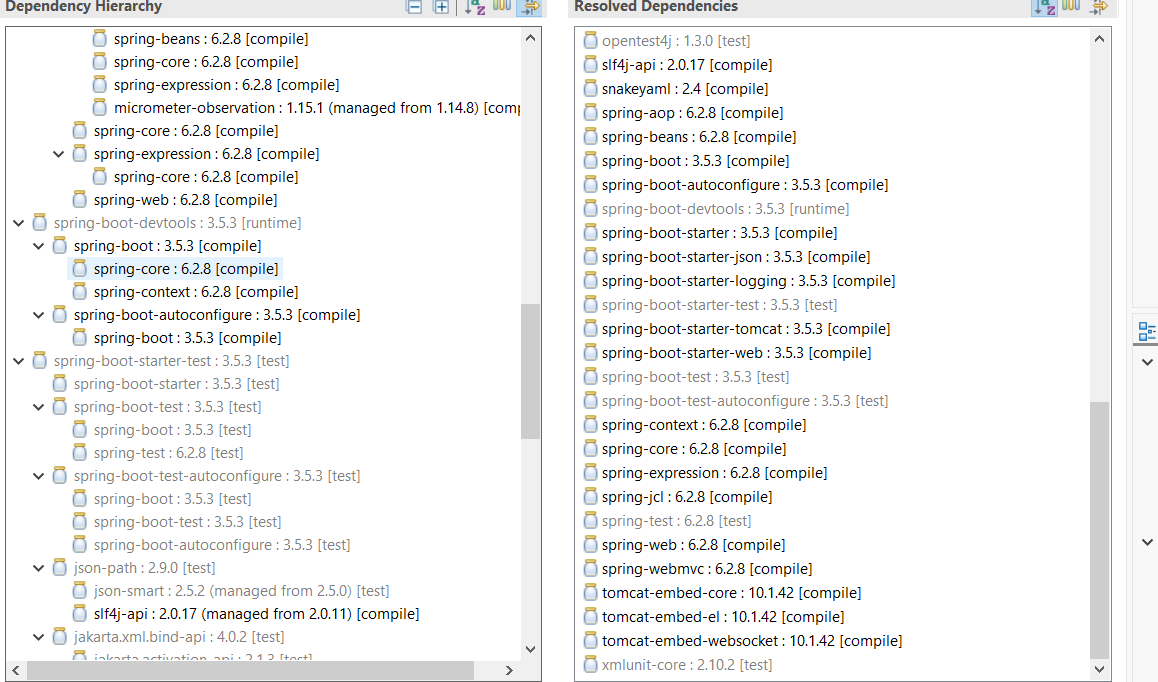 Dependency Hierarchy
spring-beans : 6.2.8 [compile]
spring-core : 6.2.8 [compile]
spring-expression : 6.2.8 [compile]
micrometer-observation : 1.15.1 (managed from 1.14.8) [comp
spring-core : 6.2.8 [compile]
spring-expression : 6.2.8 [compile]
spring-core : 6.2.8 [compile]
spring-web : 6.2.8 [compile]
spring-boot-devtools : 3.5.3 [runtime]
spring-boot : 3.5.3 [compile]
spring-core : 6.2.8 [compile]
spring-context : 6.2.8 [compile]
spring-boot-autoconfigure : 3.5.3 [compile]
spring-boot : 3.5.3 [compile]
spring-boot-starter-test : 3.5.3 [test]
spring-boot-starter : 3.5.3 [test]
spring-boot-test : 3.5.3 [test]
spring-boot : 3.5.3 [test]
spring-test : 6.2.8 [test]
spring-boot-test-autoconfigure : 3.5.3 [test]
spring-boot : 3.5.3 [test]
spring-boot-test : 3.5.3 [test]
spring-boot-autoconfigure : 3.5.3 [test]
json-path : 2.9.0 [test]
json-smart : 2.5.2 (managed from 2.5.0) [test]
slf4j-api : 2.0.17 (managed from 2.0.11) [compile]
jakarta.xml.bind-api : 4.0.2 [test]
jakarta.activation-api : 2.1.3 [test]
Resolved Dependencies
opentest4j : 1.3.0 [test]
slf4j-api : 2.0.17 [compile]
snakeyaml : 2.4 [compile]
spring-aop : 6.2.8 [compile]
spring-beans : 6.2.8 [compile]
spring-boot : 3.5.3 [compile]
spring-boot-autoconfigure : 3.5.3 [compile]
spring-boot-devtools : 3.5.3 [runtime]
spring-boot-starter : 3.5.3 [compile]
spring-boot-starter-json : 3.5.3 [compile]
spring-boot-starter-logging : 3.5.3 [compile]
spring-boot-starter-test : 3.5.3 [test]
spring-boot-starter-tomcat : 3.5.3 [compile]
spring-boot-starter-web : 3.5.3 [compile]
spring-boot-test : 3.5.3 [test]
spring-boot-test-autoconfigure : 3.5.3 [test]
spring-context : 6.2.8 [compile]
spring-core : 6.2.8 [compile]
spring-expression : 6.2.8 [compile]
spring-jcl : 6.2.8 [compile]
spring-test : 6.2.8 [test]
spring-web : 6.2.8 [compile]
spring-webmvc : 6.2.8 [compile]
tomcat-embed-core : 10.1.42 [compile]
tomcat-embed-el : 10.1.42 [compile]
tomcat-embed-websocket : 10.1.42 [compile]
xmlunit-core : 2.10.2 [test]